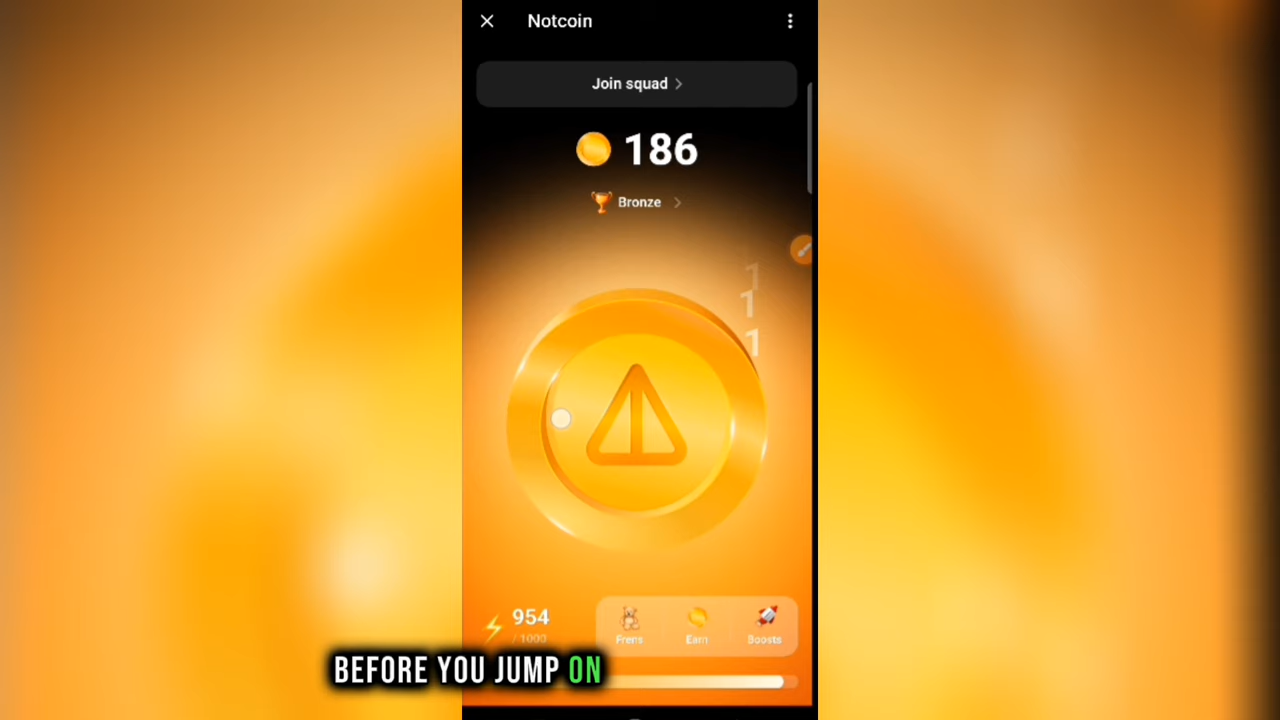 Notcoin
Join squad
186
Bronze
1
1
1
954
/ 1000
Frens
Earn
Boosts
BEFORE YOU JUMP ON